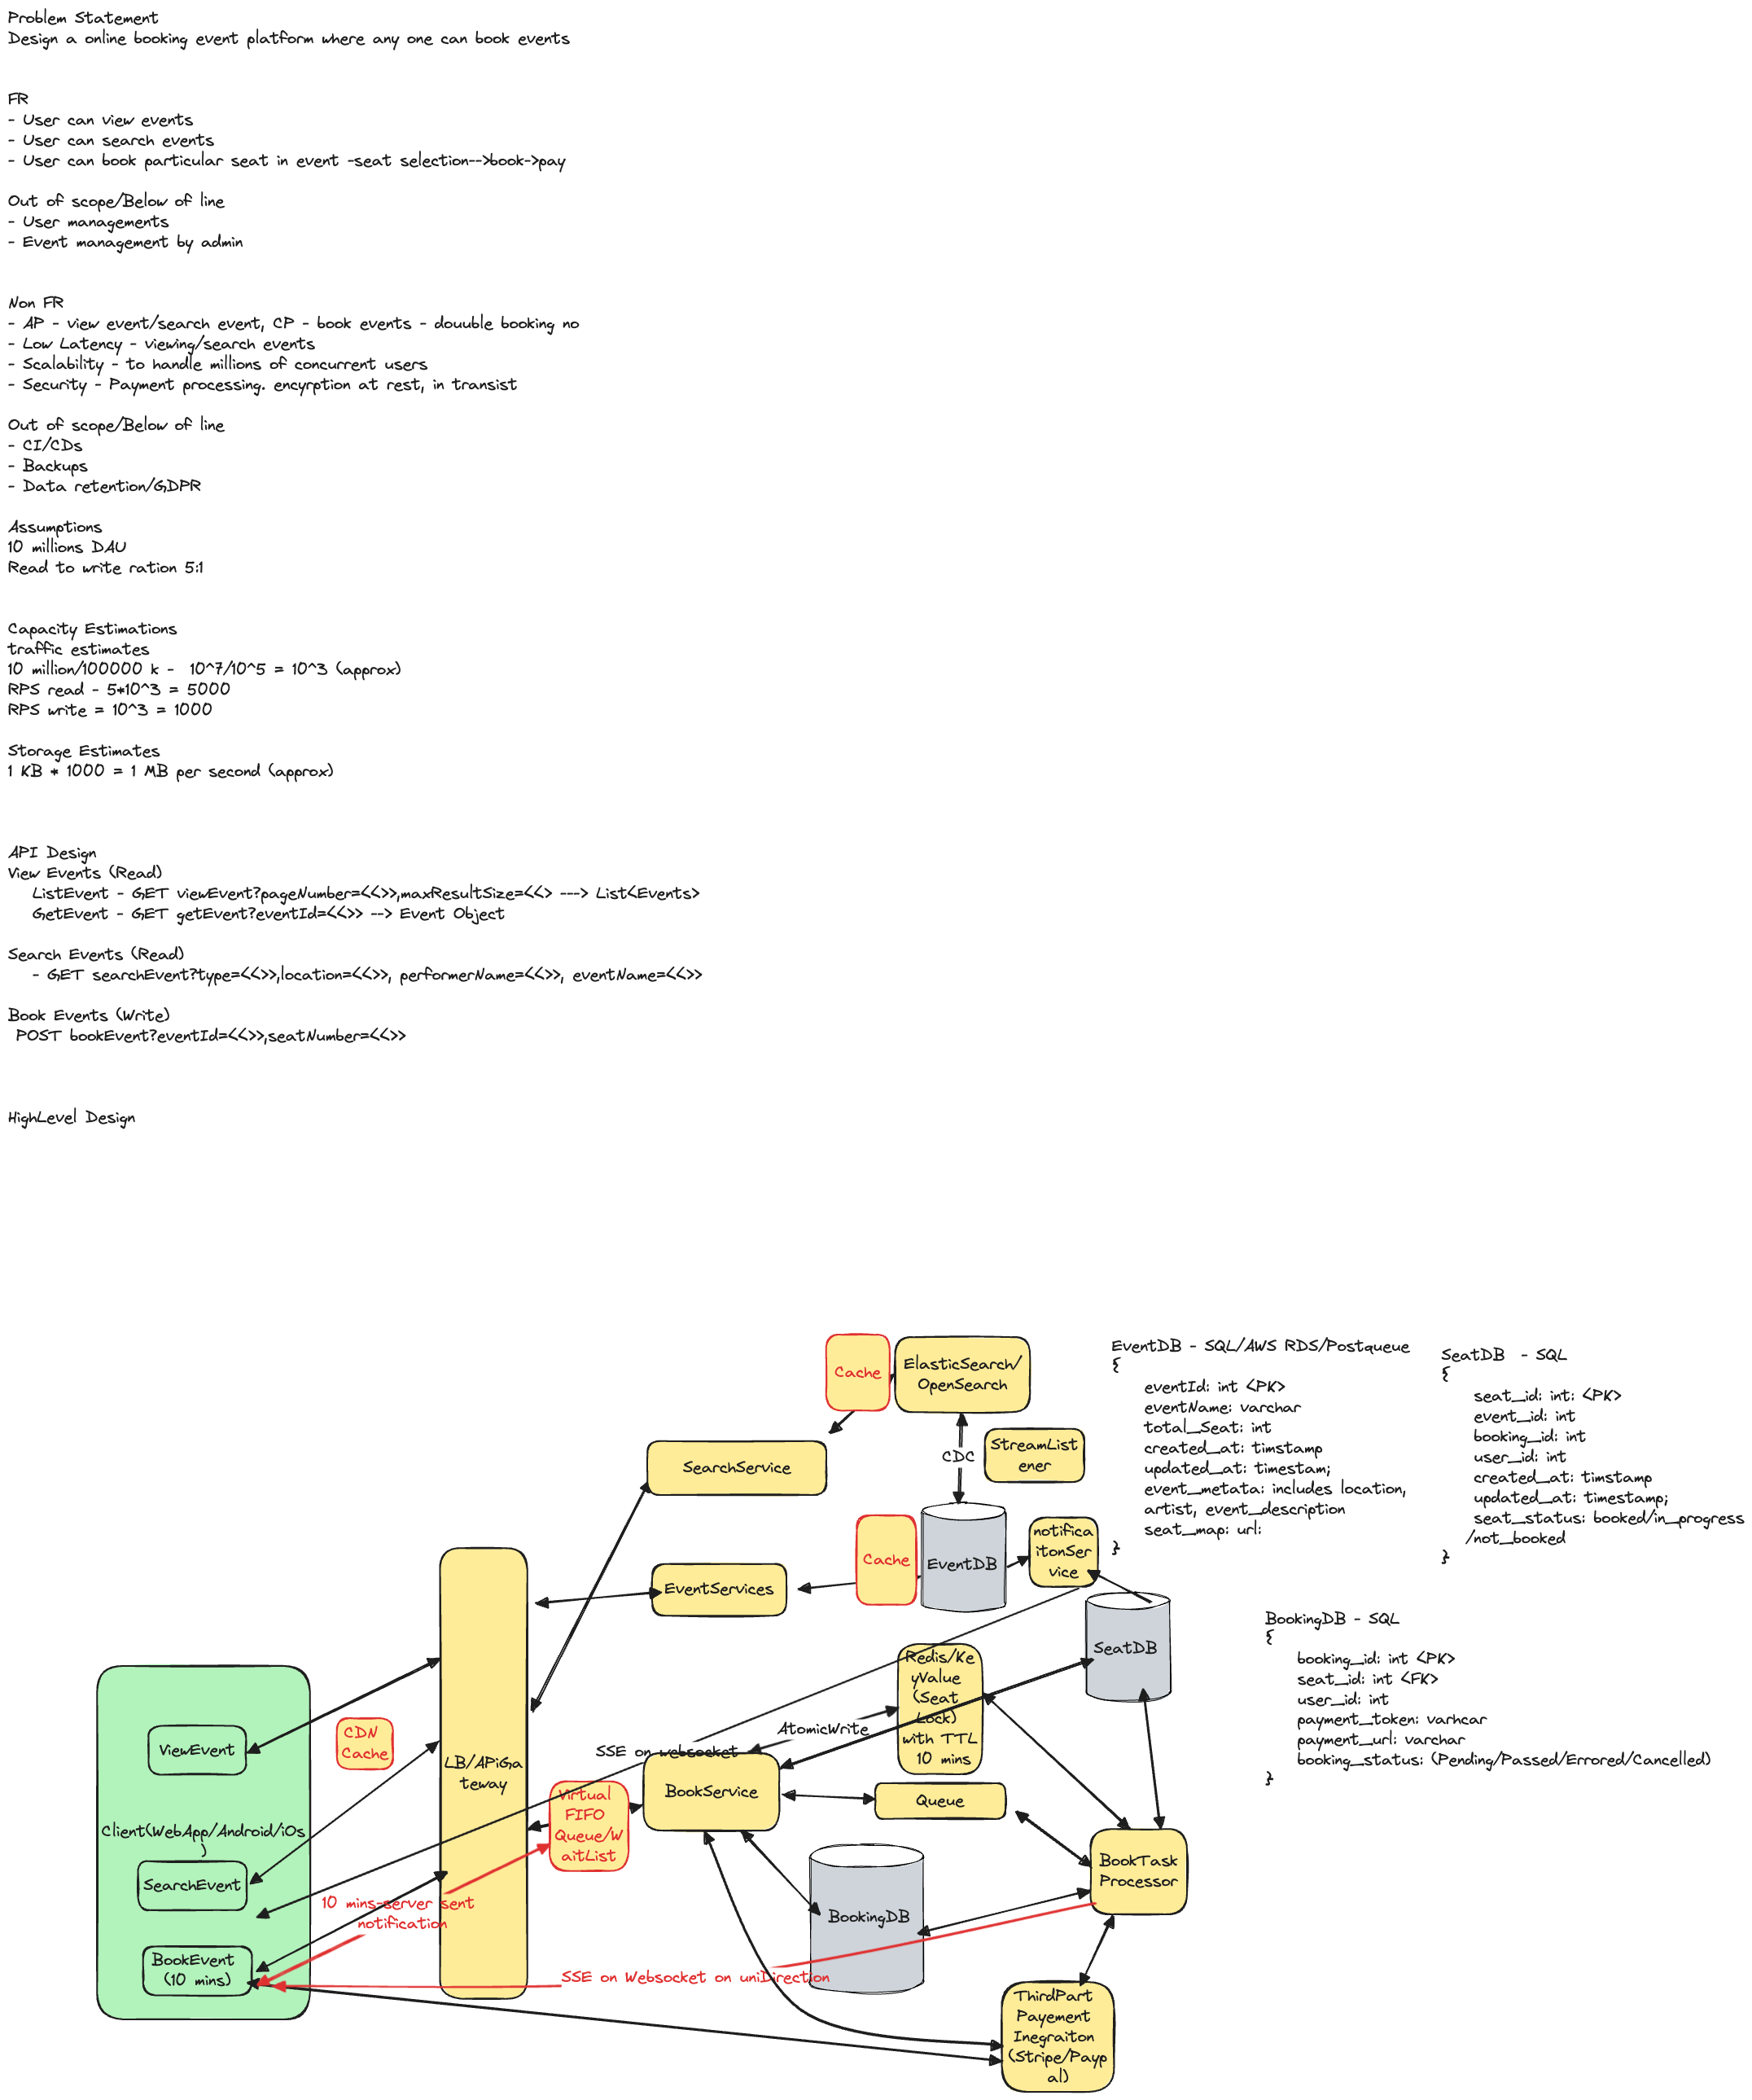 Problem Statement
Design a online booking event platform where any one can book events
FR
- User can view events
- User can search events
- User can book particular seat in event -seat selection-->book->pay
Out of scope/Below of line
- User managements
- Event management by admin
Non FR
- AP - view event/search event, CP - book events - douuble booking no
- Low Latency - viewing/search events
- Scalability - to handle millions of concurrent users
- Security - Payment processing. encyrption at rest, in transist
Out of scope/Below of line
- CI/CDs
- Backups
- Data retention/GDPR
Assumptions
10 millions DAU
Read to write ration 5:1
Capacity Estimations
traffic estimates
10 million/100000 k -  10^7/10^5 = 10^3 (approx)
RPS read - 5*10^3 = 5000
RPS write = 10^3 = 1000
Storage Estimates
1 KB * 1000 = 1 MB per second (approx)
API Design
View Events (Read)
ListEvent - GET viewEvent?pageNumber=<<>>,maxResultSize=<<> ---> List<Events>
GetEvent - GET getEvent?eventId=<<>> --> Event Object
Search Events (Read)
- GET searchEvent?type=<<>>,location=<<>>, performerName=<<>>, eventName=<<>>
Book Events (Write)
POST bookEvent?eventId=<<>>,seatNumber=<<>>
HighLevel Design
Cache
ElasticSearch/
OpenSearch
SearchService
CDC
StreamList
ener
EventDB - SQL/AWS RDS/Postqueue
{
eventId: int <PK>
eventName: varchar
total_Seat: int
created_at: timstamp
updated_at: timestam;
event_metata: includes location,
artist, event_description
seat_map: url:
}
SeatDB  - SQL
{
seat_id: int: <PK>
event_id: int
booking_id: int
user_id: int
created_at: timstamp
updated_at: timestamp;
seat_status: booked/in_progress
/not_booked
}
EventServices
Cache
EventDB
notifica
itonSer
vice
SeatDB
BookingDB - SQL
{
booking_id: int <PK>
seat_id: int <FK>
user_id: int
payment_token: varhcar
payment_url: varchar
booking_status: (Pending/Passed/Errored/Cancelled)
}
Redis/Ke
yValue
(Seat
Lock)
with TTL
10 mins
AtomicWrite
SSE on websocket
ViewEvent
CDN
Cache
LB/APiGa
teway
Virtual
FIFO
Queue/W
aitList
BookService
Queue
Client(WebApp/Android/iOs
)
SearchEvent
10 mins-server sent
notification
BookEvent
(10 mins)
BookTask
Processor
BookingDB
SSE on Websocket on uniDirection
ThirdPart
Payement
Inegraiton
(Stripe/Payp
al)